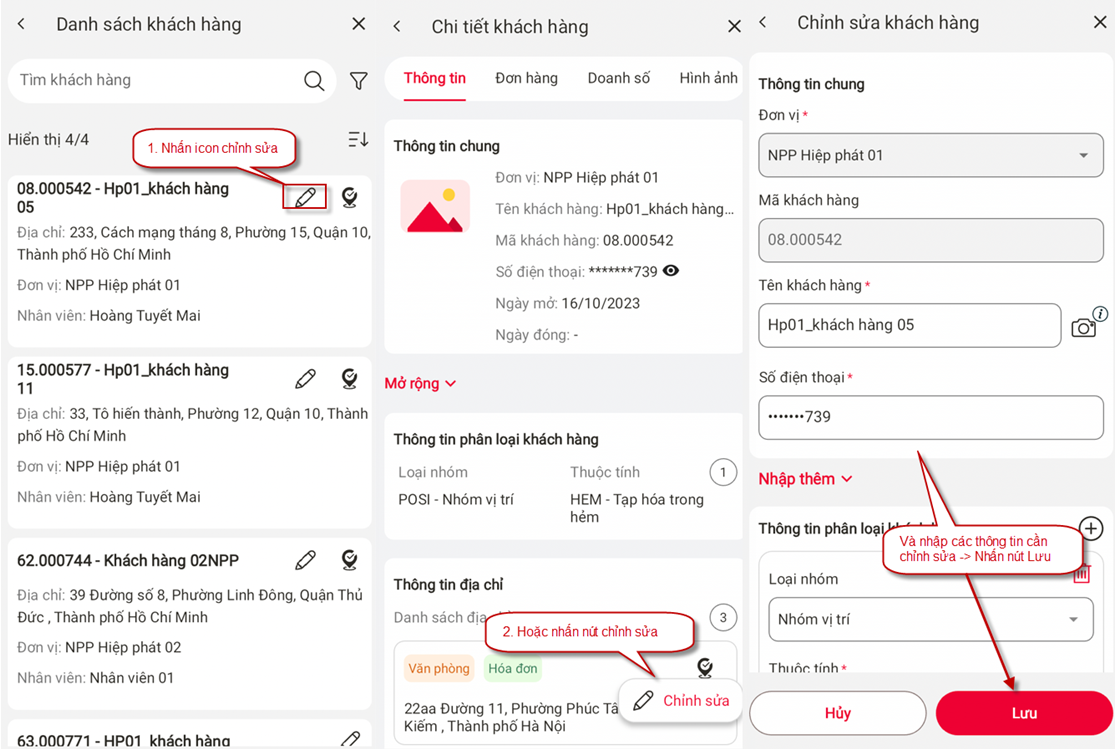 Danh sách khách hàng
Tìm khách hàng
Hiển thị 4/4
1. Nhấn icon chỉnh sửa
08.000542 - Hp01_khách hàng
05
Địa chỉ: 233, Cách mạng tháng 8, Phường 15, Quận 10,
Thành phố Hồ Chí Minh
Đơn vị: NPP Hiệp phát 01
Nhân viên: Hoàng Tuyết Mai
15.000577 - Hp01_khách hàng
11
Địa chỉ: 33, Tô hiến thành, Phường 12, Quận 10, Thành
phố Hồ Chí Minh
Đơn vị: NPP Hiệp phát 01
Nhân viên: Hoàng Tuyết Mai
62.000744 - Khách hàng 02NPP
Địa chỉ: 39 Đường số 8, Phường Linh Đông, Quận Thủ
Đức , Thành phố Hồ Chí Minh
Đơn vị: NPP Hiệp phát 02
Nhân viên: Nhân viên 01
63.000771 - HP01_khách hàng
Chi tiết khách hàng
Thông tin Đơn hàng Doanh số Hình ảnh
Thông tin chung
Đơn vị: NPP Hiệp phát 01
Tên khách hàng: Hp01_khách hàng...
Mã khách hàng: 08.000542
Số điện thoại: *******739
Ngày mở: 16/10/2023
Ngày đóng: -
Mở rộng
Thông tin phân loại khách hàng
Loại nhóm Thuộc tính 1
POSI - Nhóm vị trí HEM - Tạp hóa trong
hẻm
Thông tin địa chỉ
Danh sách địa 3
2. Hoặc nhấn nút chỉnh sửa
Văn phòng Hóa đơn
22aa Đường 11, Phường Phúc
Kiếm , Thành phố Hà Nội
Chỉnh sửa
Chỉnh sửa khách hàng
Thông tin chung
Đơn vị *
NPP Hiệp phát 01
Mã khách hàng
08.000542
Tên khách hàng *
Hp01_khách hàng 05
i
Số điện thoại *
•••••••739
Nhập thêm
Thông tin phân loại
Và nhập các thông tin cần
chỉnh sửa -> Nhấn nút Lưu
Loại nhóm
Nhóm vị trí
Thuộc tính *
Hủy Lưu